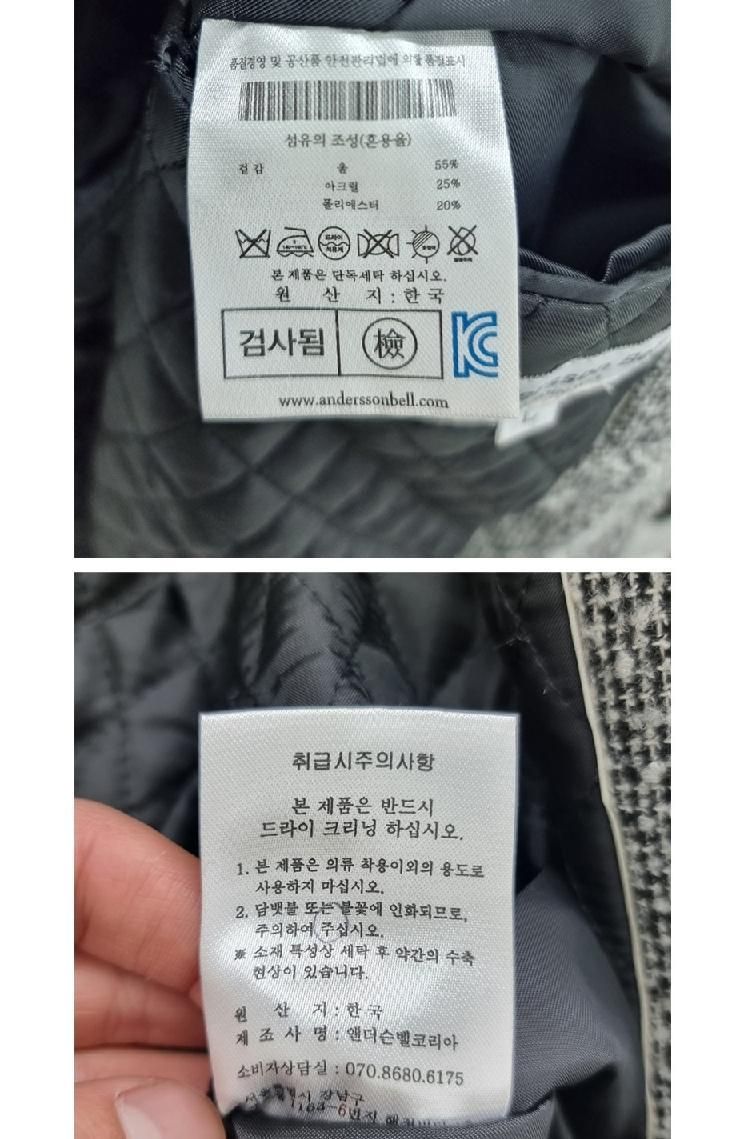 품질경영 및 공산품 안전관리법에 의할 품질표시
섬유의 조성(혼용율)
겉감 울 55%
아크릴 25%
폴리에스터 20%
드라이
본 제품은 단독세탁 하십시오.
원 산 지 : 한국
검사됨 檢
www.anderssonbell.com
취급시주의사항
본 제품은 반드시
드라이 크리닝 하십시오.
1. 본 제품은 의류 착용이외의 용도로
사용하지 마십시오.
2. 담뱃불 또는 불꽃에 인화되므로,
주의하여 주십시오.
※ 소재 특성상 세탁 후 약간의 수축
현상이 있습니다.
원 산 지 : 한국
제 조 사 명 : 앤더슨벨코리아
소비자상담실 : 070.8680.6175
강남구